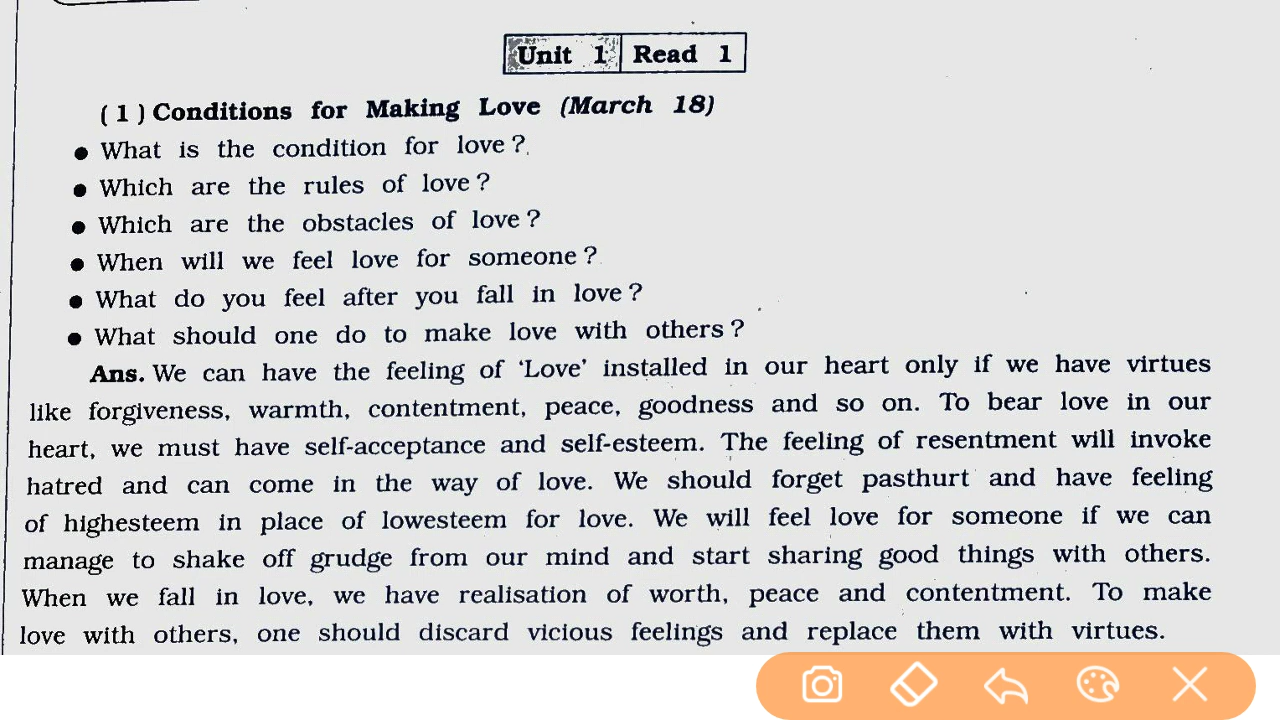 Unit 1 Read 1
( 1 ) Conditions for Making Love (March 18)
● What is the condition for love ?
● Which are the rules of love ?
● Which are the obstacles of love ?
● When will we feel love for someone ?
● What do you feel after you fall in love ?
● What should one do to make love with others ?
Ans. We can have the feeling of ‘Love’ installed in our heart only if we have virtues
like forgiveness, warmth, contentment, peace, goodness and so on. To bear love in our
heart, we must have self-acceptance and self-esteem. The feeling of resentment will invoke
hatred and can come in the way of love. We should forget pasthurt and have feeling
of highesteem in place of lowesteem for love. We will feel love for someone if we can
manage to shake off grudge from our mind and start sharing good things with others.
When we fall in love, we have realisation of worth, peace and contentment. To make
love with others, one should discard vicious feelings and replace them with virtues.